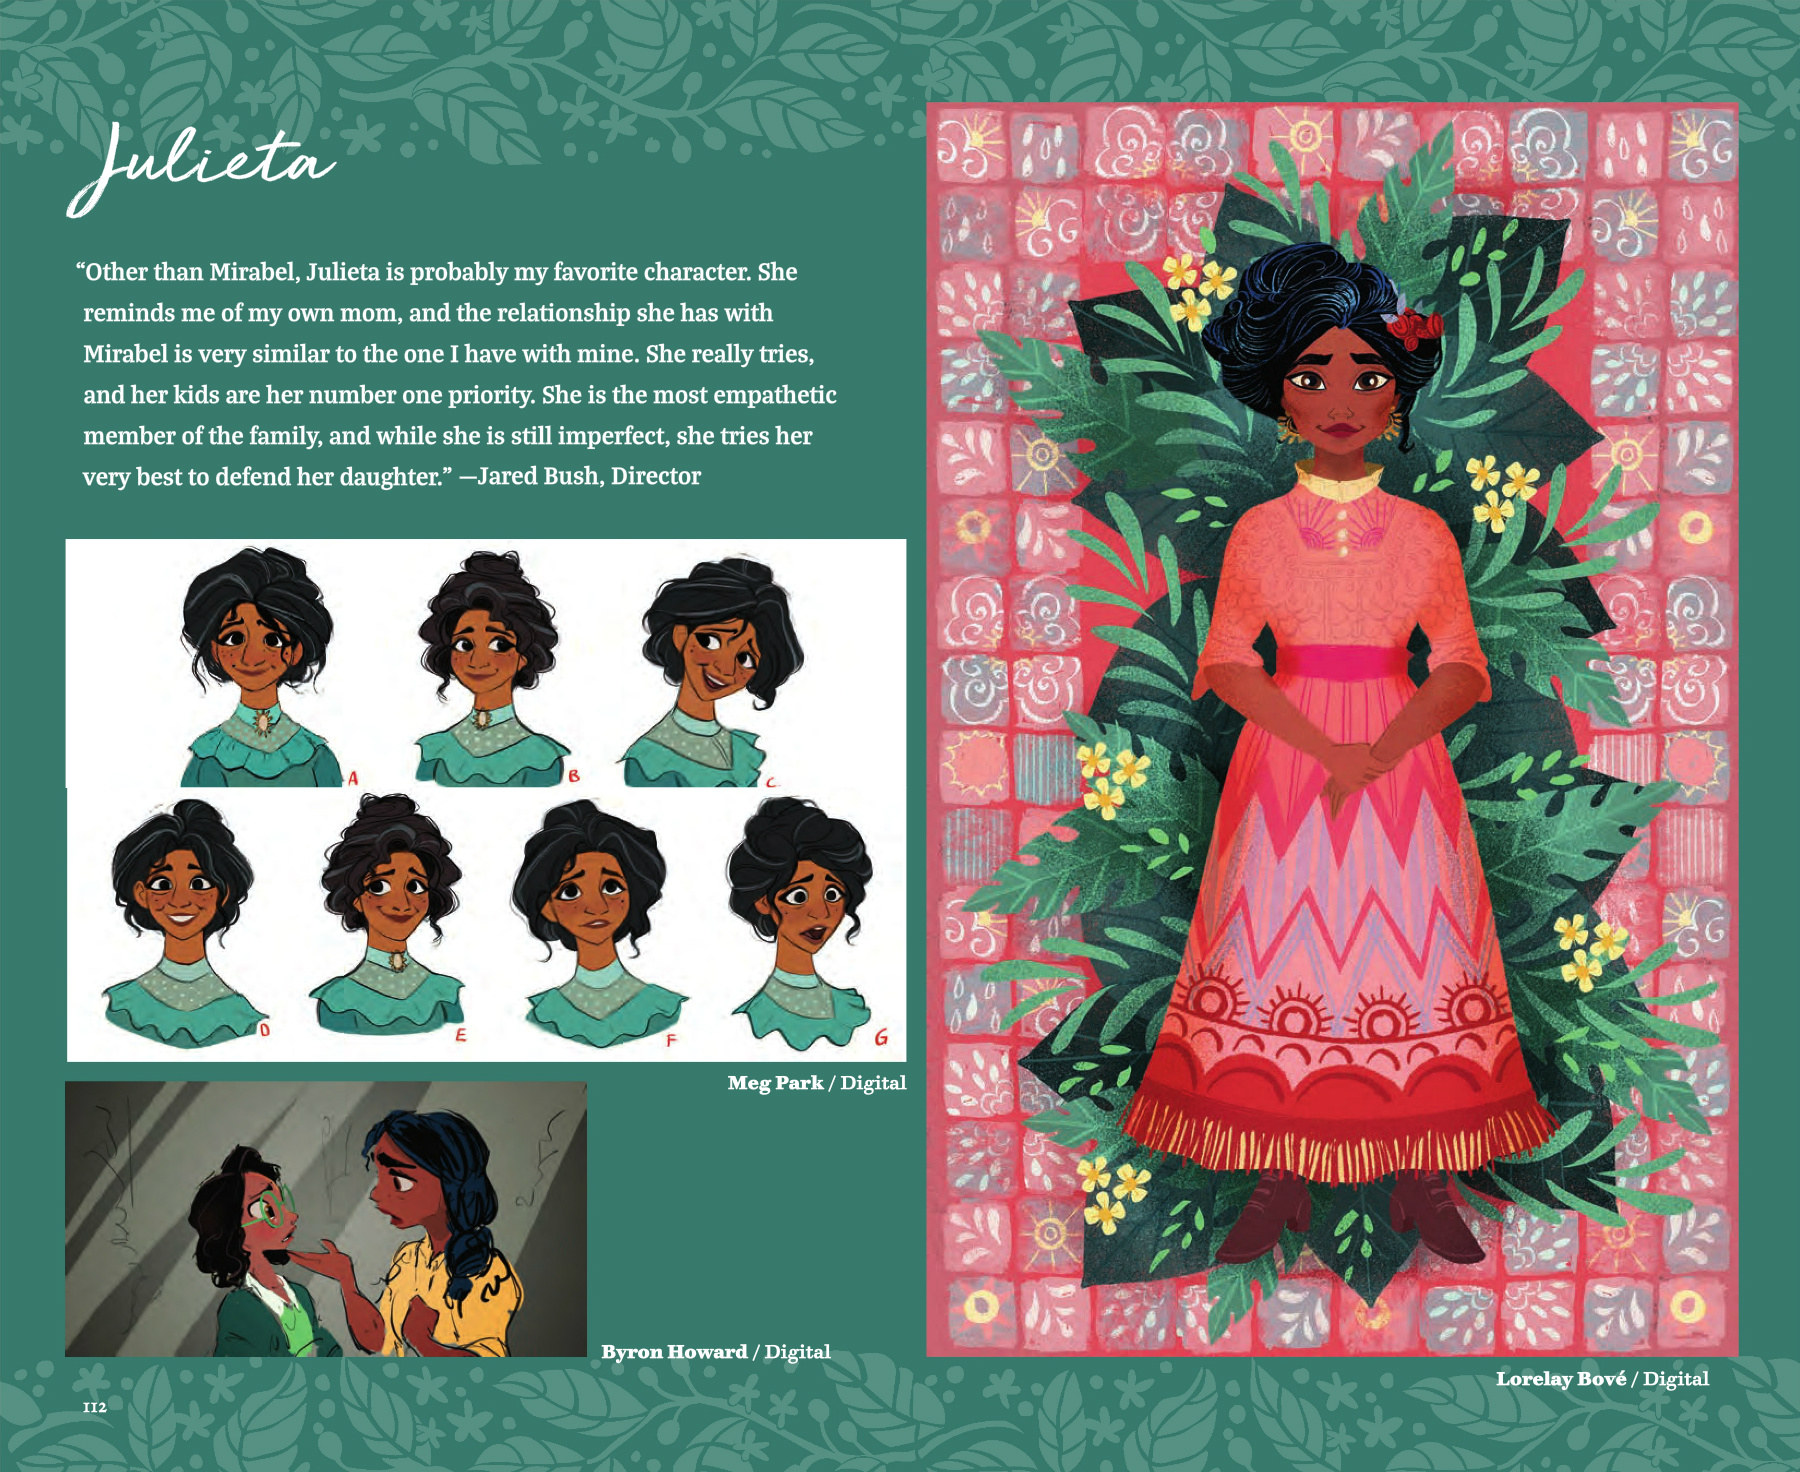 Julieta
“Other than Mirabel, Julieta is probably my favorite character. She
reminds me of my own mom, and the relationship she has with
Mirabel is very similar to the one I have with mine. She really tries,
and her kids are her number one priority. She is the most empathetic
member of the family, and while she is still imperfect, she tries her
very best to defend her daughter.” —Jared Bush, Director
A
B
C
D
E
F
G
Meg Park / Digital
Byron Howard / Digital
Lorelay Bové / Digital
112